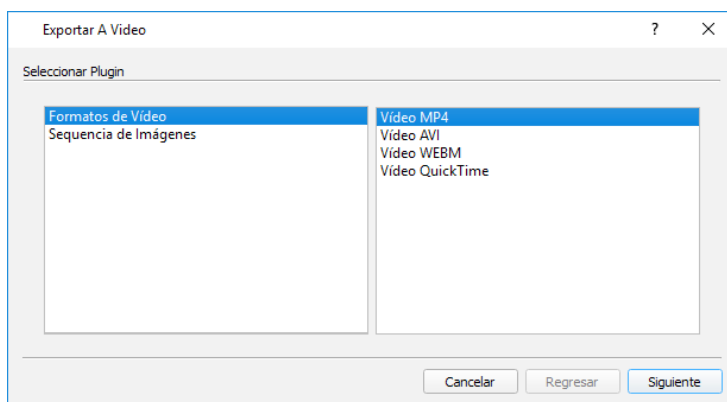 Exportar A Video
?
Seleccionar Plugin
Formatos de Vídeo
Sequencia de Imágenes
Vídeo MP4
Vídeo AVI
Vídeo WEBM
Vídeo QuickTime
Cancelar
Regresar
Siguiente